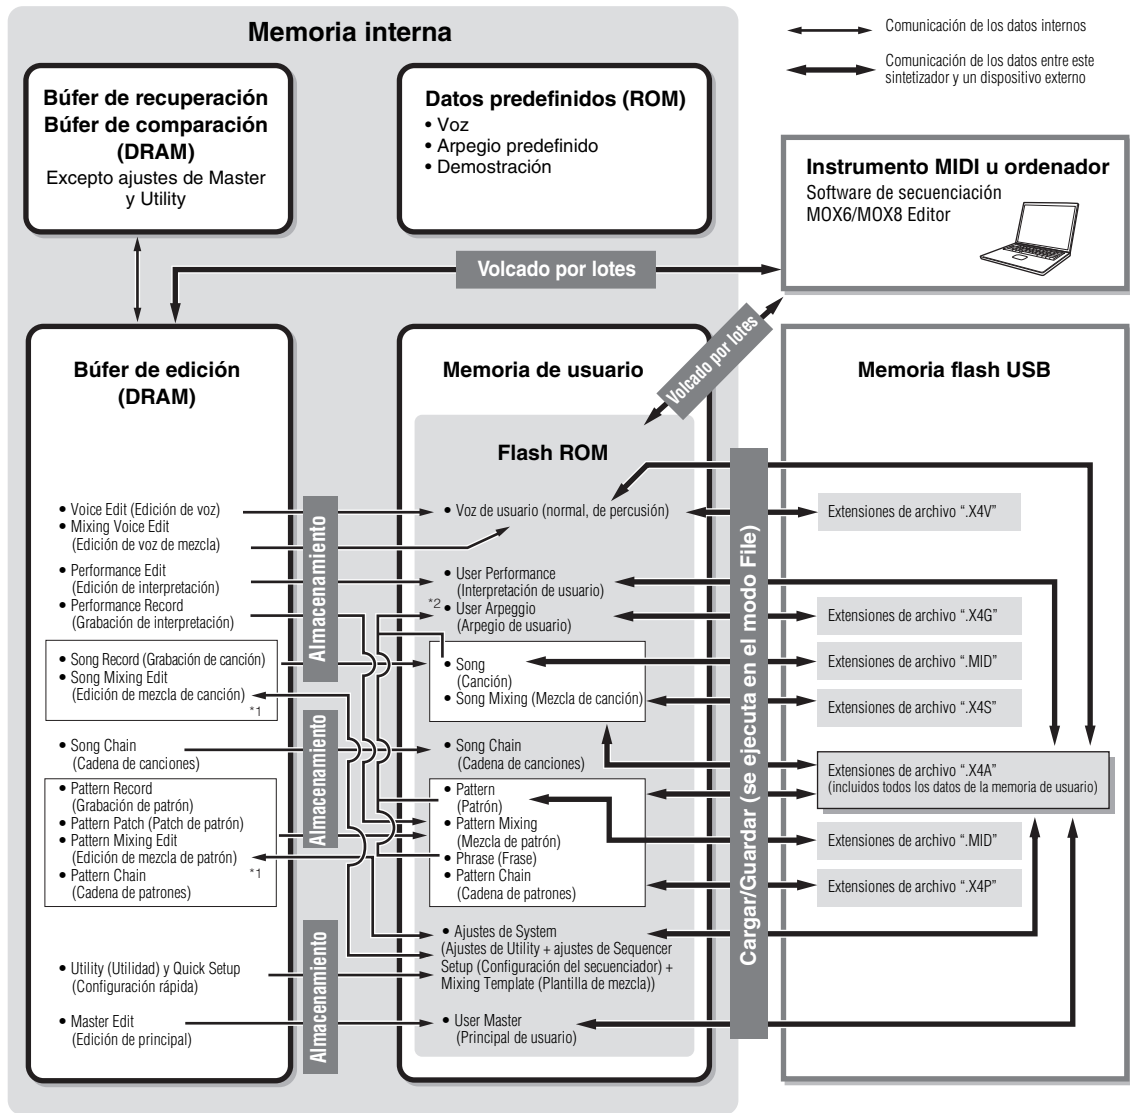 Memoria interna
Comunicación de los datos internos
Comunicación de los datos entre este
sintetizador y un dispositivo externo
Búfer de recuperación
Búfer de comparación
(DRAM)
Excepto ajustes de Master
y Utility
Datos predefinidos (ROM)
• Voz
• Arpegio predefinido
• Demostración
Instrumento MIDI u ordenador
Software de secuenciación
MOX6/MOX8 Editor
Volcado por lotes
Volcado por lotes
Búfer de edición
(DRAM)
• Voice Edit (Edición de voz)
• Mixing Voice Edit
(Edición de voz de mezcla)
• Performance Edit
(Edición de interpretación)
• Performance Record
(Grabación de interpretación)
• Song Record (Grabación de canción)
• Song Mixing Edit
(Edición de mezcla de canción)
*1
• Song Chain
(Cadena de canciones)
• Pattern Record
(Grabación de patrón)
• Pattern Patch (Patch de patrón)
• Pattern Mixing Edit
(Edición de mezcla de patrón)
• Pattern Chain
*1
(Cadena de patrones)
• Utility (Utilidad) y Quick Setup
(Configuración rápida)
• Master Edit
(Edición de principal)
Almacenamiento
Almacenamiento
Almacenamiento
Memoria de usuario
Flash ROM
• Voz de usuario (normal, de percusión)
• User Performance
(Interpretación de usuario)
*2
• User Arpeggio
(Arpegio de usuario)
• Song
(Canción)
• Song Mixing (Mezcla de canción)
• Song Chain
(Cadena de canciones)
• Pattern
(Patrón)
• Pattern Mixing
(Mezcla de patrón)
• Phrase (Frase)
• Pattern Chain
(Cadena de patrones)
• Ajustes de System
(Ajustes de Utility + ajustes de Sequencer
Setup (Configuración del secuenciador) +
Mixing Template (Plantilla de mezcla))
• User Master
(Principal de usuario)
Cargar/Guardar (se ejecuta en el modo File)
Memoria flash USB
Extensiones de archivo ".X4V"
Extensiones de archivo ".X4G"
Extensiones de archivo ".MID"
Extensiones de archivo ".X4S"
Extensiones de archivo ".X4A"
(incluidos todos los datos de la memoria de usuario)
Extensiones de archivo ".MID"
Extensiones de archivo ".X4P"